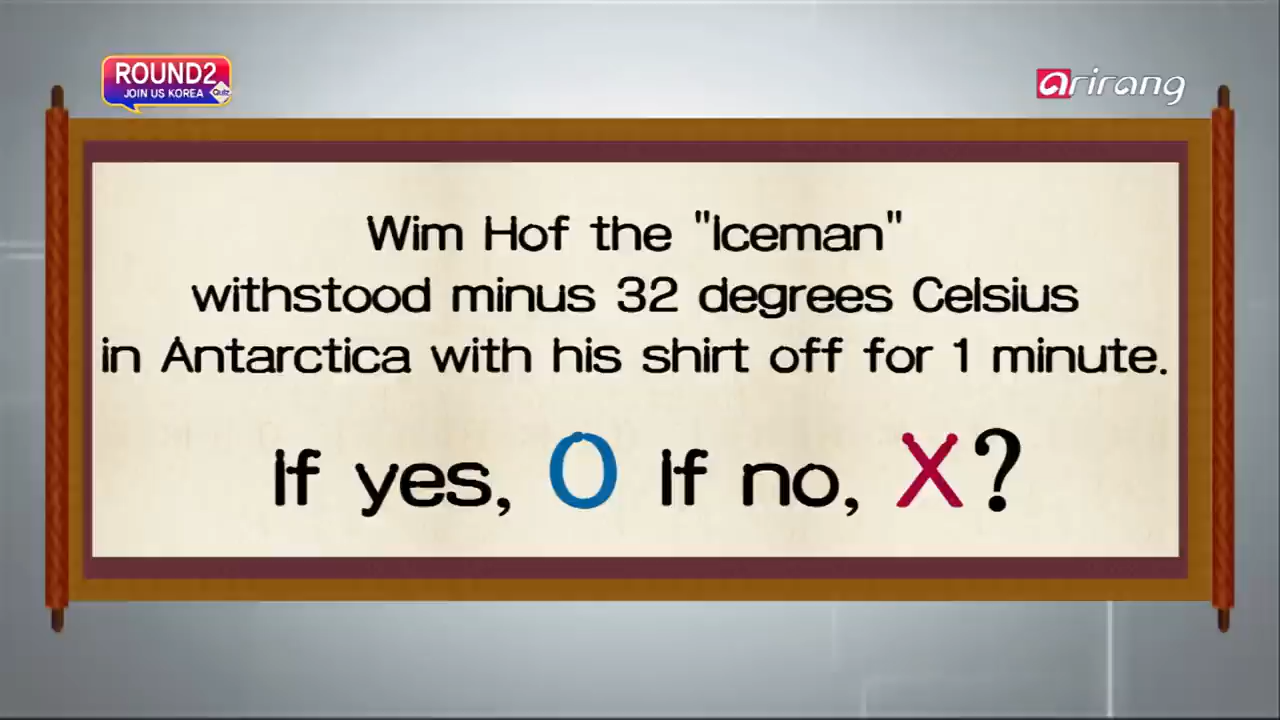 ROUND2
JOIN US KOREA Quiz
arirang
Wim Hof the "Iceman"
withstood minus 32 degrees Celsius
in Antarctica with his shirt off for 1 minute.
If yes, O If no, X?